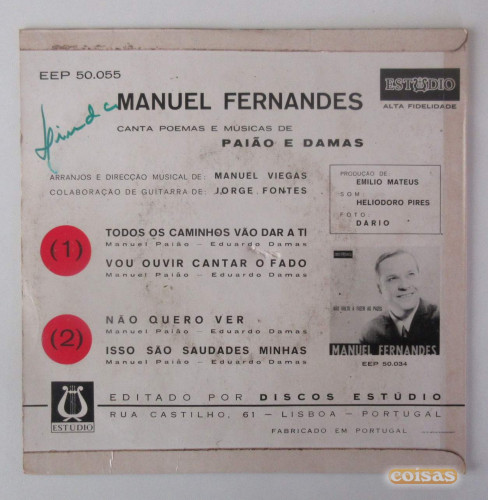 EEP 50.055
ESTÚDIO
ALTA FIDELIDADE
MANUEL FERNANDES
CANTA POEMAS E MÚSICAS DE
PAIÃO E DAMAS
ARRANJOS E DIRECÇÃO MUSICAL DE: MANUEL VIEGAS
COLABORAÇÃO DE GUITARRA DE: JORGE FONTES
PRODUÇÃO DE:
EMILIO MATEUS
SOM:
HELIODORO PIRES
FOTO:
DARIO
(1)
TODOS OS CAMINHOS VÃO DAR A TI
Manuel Paião - Eduardo Damas
VOU OUVIR CANTAR O FADO
Manuel Paião - Eduardo Damas
(2)
NÃO QUERO VER
Manuel Paião - Eduardo Damas
ISSO SÃO SAUDADES MINHAS
Manuel Paião - Eduardo Damas
ESTÚDIO
MANUEL FERNANDES
EEP 50.034
ESTÚDIO
EDITADO POR DISCOS ESTÚDIO
RUA CASTILHO, 61 - LISBOA - PORTUGAL
FABRICADO EM PORTUGAL
coisas